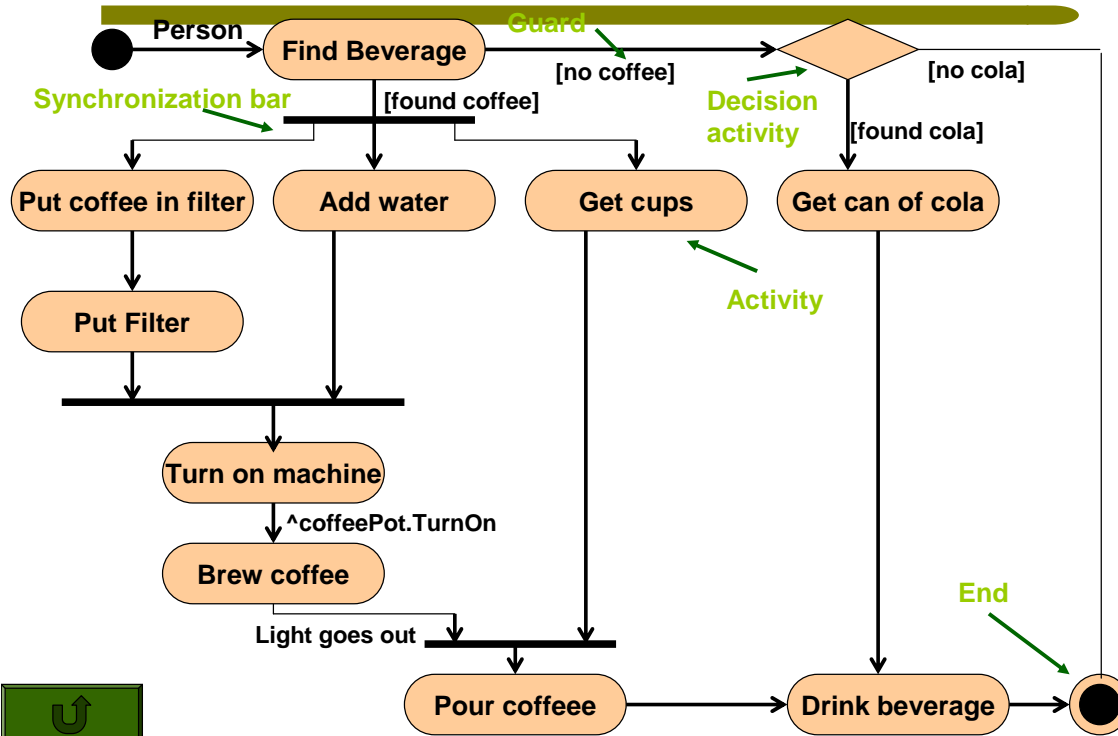 Guard
Person
Find Beverage
[no coffee]
[no cola]
Synchronization bar
[found coffee]
Decision
activity
[found cola]
Put coffee in filter
Add water
Get cups
Get can of cola
Activity
Put Filter
Turn on machine
^coffeePot.TurnOn
Brew coffee
Light goes out
End
Pour coffeee
Drink beverage